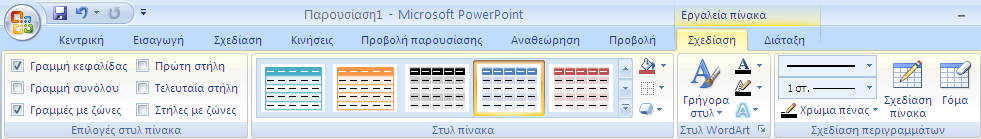 Παρουσίαση1 - Microsoft PowerPoint
Εργαλεία πίνακα
Κεντρική Εισαγωγή Σχεδίαση Κινήσεις Προβολή παρουσίασης Αναθεώρηση Προβολή Σχεδίαση Διάταξη
Γραμμή κεφαλίδας Πρώτη στήλη
Γραμμή συνόλου Τελευταία στήλη
Γραμμές με ζώνες Στήλες με ζώνες
Επιλογές στυλ πίνακα
Στυλ πίνακα
Γρήγορα στυλ
Στυλ WordArt
1 στ.
Χρώμα πένας
Σχεδίαση πίνακα
Γόμα
Σχεδίαση περιγράμματος